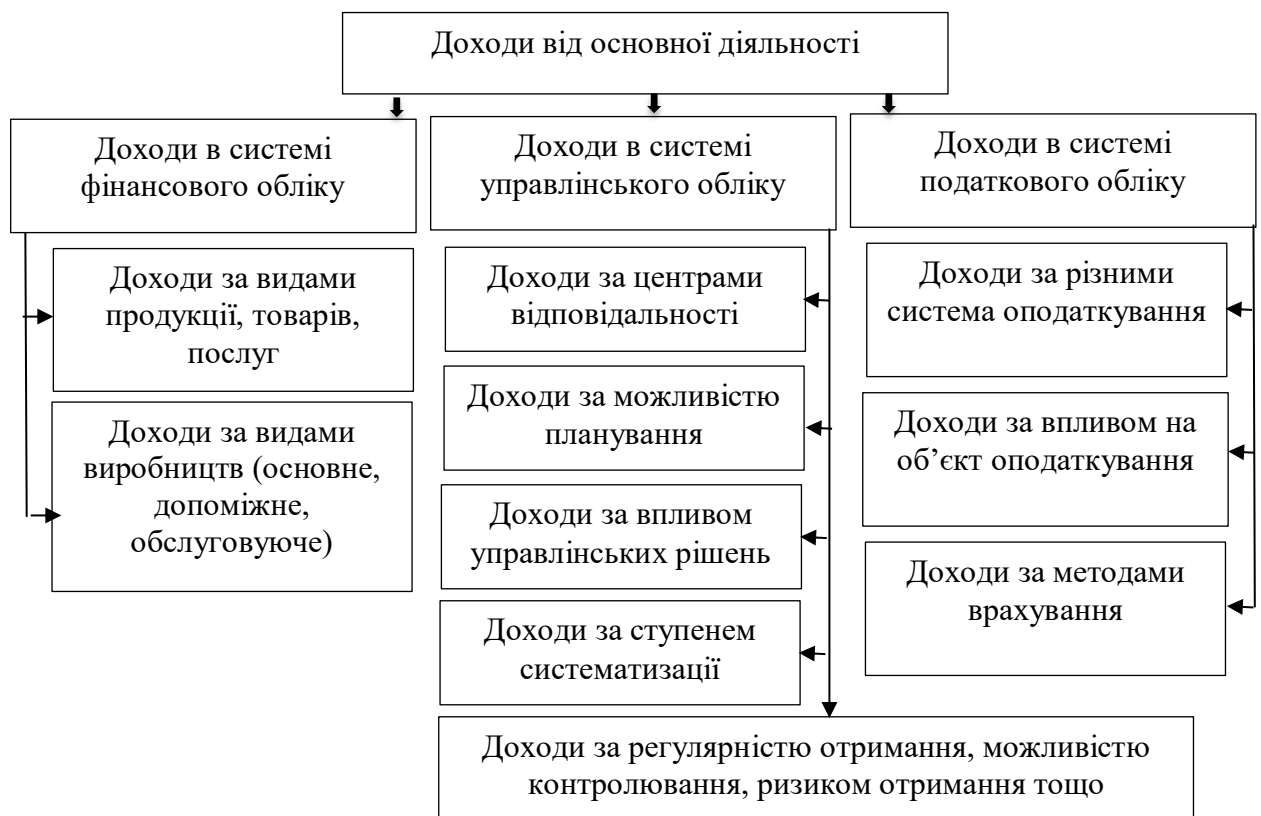 Доходи від основної діяльності
Доходи в системі
фінансового обліку
Доходи в системі
управлінського обліку
Доходи в системі
податкового обліку
Доходи за видами
продукції, товарів,
послуг
Доходи за видами
виробництв (основне,
допоміжне,
обслуговуюче)
Доходи за центрами
відповідальності
Доходи за можливістю
планування
Доходи за впливом
управлінських рішень
Доходи за ступенем
систематизації
Доходи за регулярністю отримання, можливістю
контролювання, ризиком отримання тощо
Доходи за різними
система оподаткування
Доходи за впливом на
об’єкт оподаткування
Доходи за методами
врахування